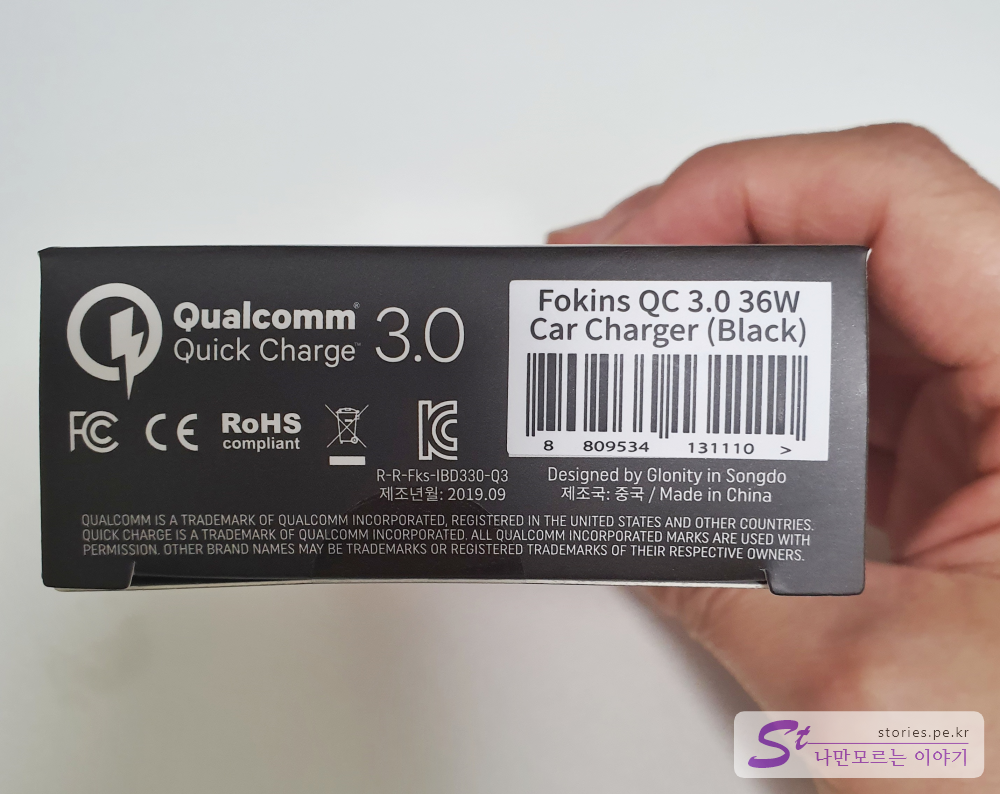 Qualcomm®
Quick Charge™ 3.0
Fokins QC 3.0 36W
Car Charger (Black)
8 809534 131110 >
FC CE RoHS
compliant
KC
R-R-Fks-IBD330-Q3
제조년월: 2019.09
Designed by Glonity in Songdo
제조국: 중국 / Made in China
QUALCOMM IS A TRADEMARK OF QUALCOMM INCORPORATED, REGISTERED IN THE UNITED STATES AND OTHER COUNTRIES.
QUICK CHARGE IS A TRADEMARK OF QUALCOMM INCORPORATED. ALL QUALCOMM INCORPORATED MARKS ARE USED WITH
PERMISSION. OTHER BRAND NAMES MAY BE TRADEMARKS OR REGISTERED TRADEMARKS OF THEIR RESPECTIVE OWNERS.
St
stories.pe.kr
나만모르는 이야기